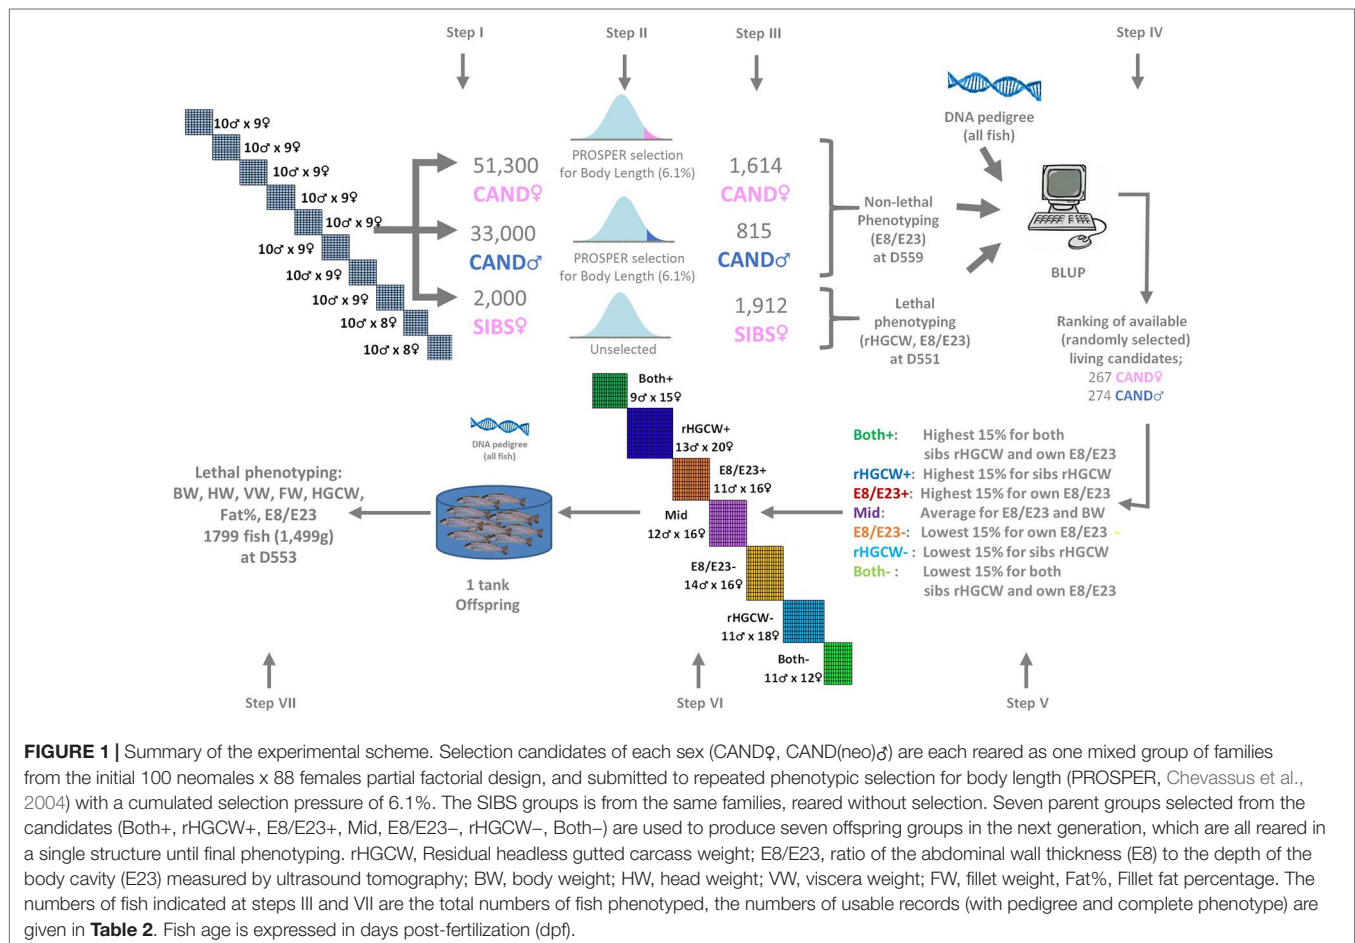 Step I
Step II
Step III
Step IV
10♂ x 9♀
10♂ x 9♀
10♂ x 9♀
10♂ x 9♀
10♂ x 9♀
10♂ x 9♀
10♂ x 9♀
10♂ x 9♀
10♂ x 8♀
10♂ x 8♀
51,300
CAND♀
33,000
CAND♂
2,000
SIBS♀
PROSPER selection
for Body Length (6.1%)
PROSPER selection
for Body Length (6.1%)
Unselected
1,614
CAND♀
815
CAND♂
1,912
SIBS♀
Non-lethal
Phenotyping
(E8/E23)
at D559
Lethal
phenotyping
(rHGCW, E8/E23)
at D551
DNA pedigree
(all fish)
BLUP
Ranking of available
(randomly selected)
living candidates;
267 CAND♀
274 CAND♂
Both+: Highest 15% for both
sibs rHGCW and own E8/E23
rHGCW+: Highest 15% for sibs rHGCW
E8/E23+: Highest 15% for own E8/E23
Mid: Average for E8/E23 and BW
E8/E23-: Lowest 15% for own E8/E23 -
rHGCW- : Lowest 15% for sibs rHGCW
Both- : Lowest 15% for both
sibs rHGCW and own E8/E23
Both+
9♂ x 15♀
rHGCW+
13♂ x 20♀
E8/E23+
11♂ x 16♀
Mid
12♂ x 16♀
E8/E23-
14♂ x 16♀
rHGCW-
11♂ x 18♀
Both-
11♂ x 12♀
DNA pedigree
(all fish)
1 tank
Offspring
Lethal phenotyping:
BW, HW, VW, FW, HGCW,
Fat%, E8/E23
1799 fish (1,499g)
at D553
Step VII
Step VI
Step V
FIGURE 1 | Summary of the experimental scheme. Selection candidates of each sex (CAND♀, CAND(neo)♂) are each reared as one mixed group of families
from the initial 100 neomales x 88 females partial factorial design, and submitted to repeated phenotypic selection for body length (PROSPER, Chevassus et al.,
2004) with a cumulated selection pressure of 6.1%. The SIBS groups is from the same families, reared without selection. Seven parent groups selected from the
candidates (Both+, rHGCW+, E8/E23+, Mid, E8/E23−, rHGCW−, Both−) are used to produce seven offspring groups in the next generation, which are all reared in
a single structure until final phenotyping. rHGCW, Residual headless gutted carcass weight; E8/E23, ratio of the abdominal wall thickness (E8) to the depth of the
body cavity (E23) measured by ultrasound tomography; BW, body weight; HW, head weight; VW, viscera weight; FW, fillet weight, Fat%, Fillet fat percentage. The
numbers of fish indicated at steps III and VII are the total numbers of fish phenotyped, the numbers of usable records (with pedigree and complete phenotype) are
given in Table 2. Fish age is expressed in days post-fertilization (dpf).